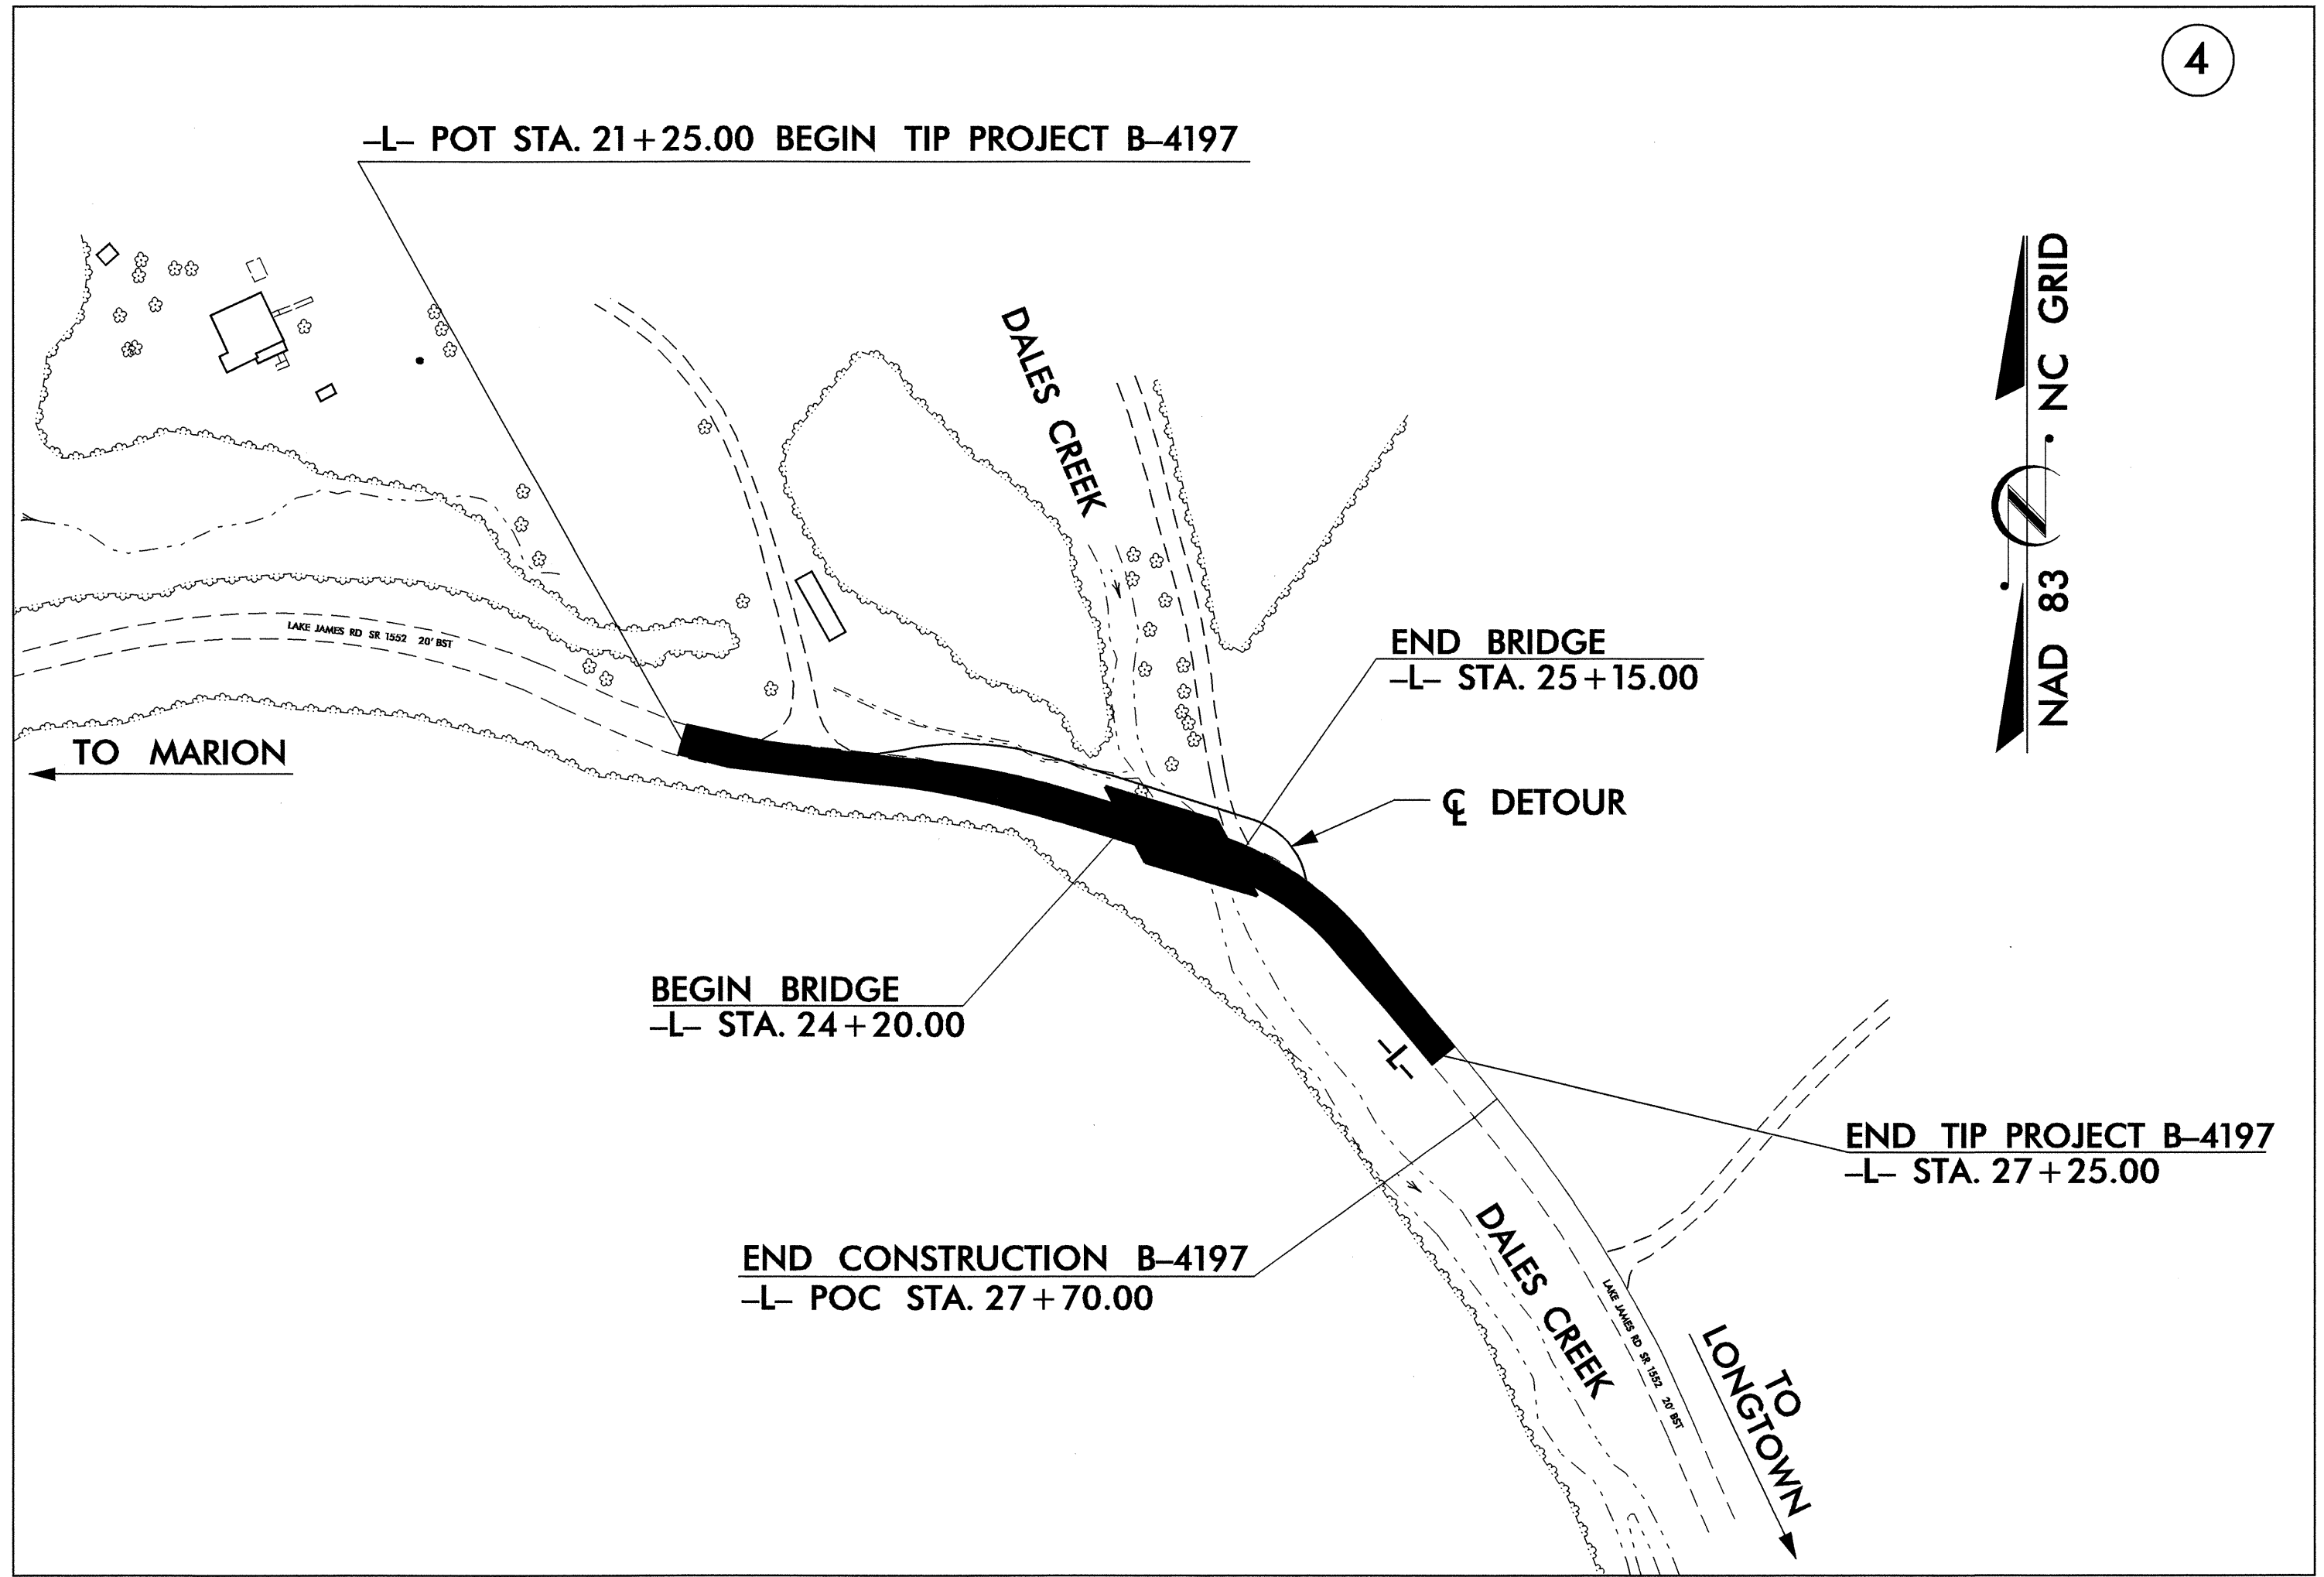 4
–L– POT STA. 21+25.00 BEGIN TIP PROJECT B–4197
DALES CREEK
NAD 83 NC GRID
LAKE JAMES RD SR 1552 20' BST
END BRIDGE
–L– STA. 25+15.00
TO MARION
℄ DETOUR
BEGIN BRIDGE
–L– STA. 24+20.00
–L–
END TIP PROJECT B–4197
–L– STA. 27+25.00
END CONSTRUCTION B–4197
–L– POC STA. 27+70.00
DALES CREEK
LAKE JAMES RD SR 1552 20' BST
TO
LONGTOWN